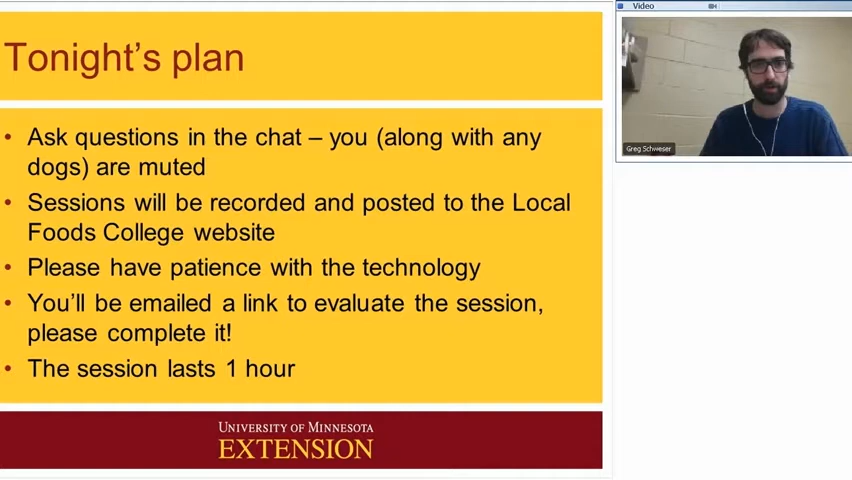 Tonight's plan
• Ask questions in the chat – you (along with any
dogs) are muted
• Sessions will be recorded and posted to the Local
Foods College website
• Please have patience with the technology
• You'll be emailed a link to evaluate the session,
please complete it!
• The session lasts 1 hour
UNIVERSITY OF MINNESOTA
EXTENSION
Video
Greg Schweser